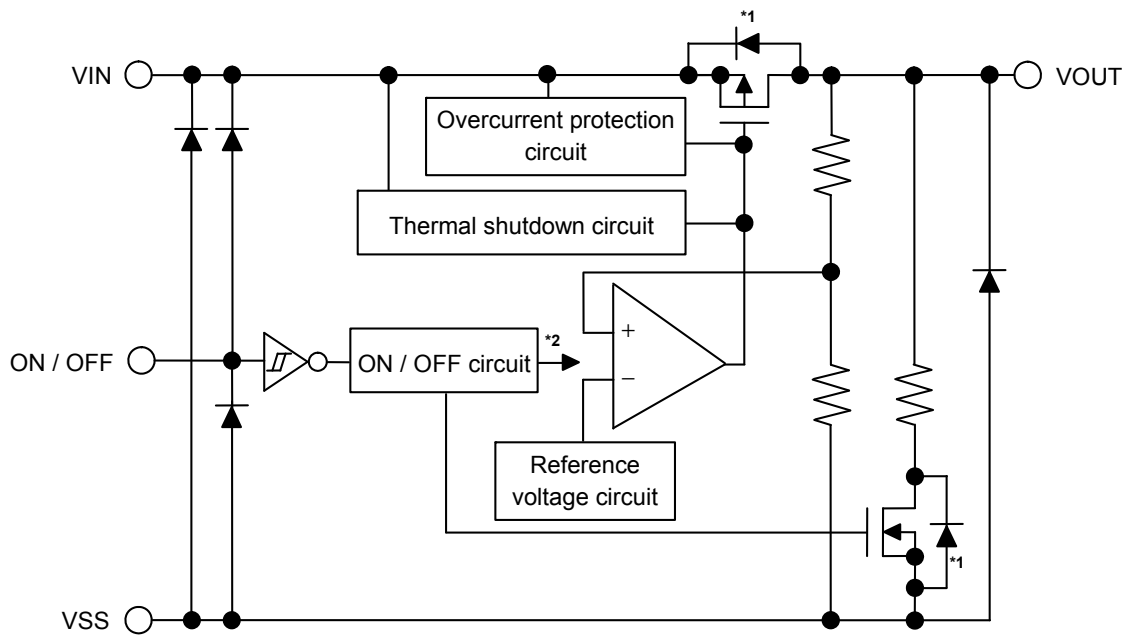 *1
VIN
VOUT
Overcurrent protection
circuit
Thermal shutdown circuit
+
*2
ON / OFF
ON / OFF circuit
−
Reference
voltage circuit
*1
VSS